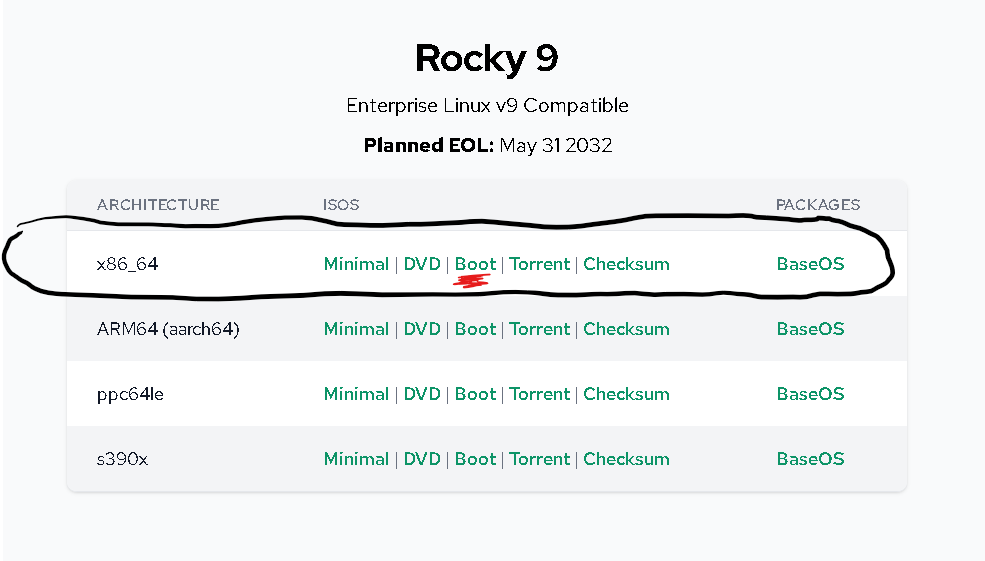 Rocky 9
Enterprise Linux v9 Compatible
Planned EOL: May 31 2032
ARCHITECTURE ISOS PACKAGES
x86_64 Minimal | DVD | Boot | Torrent | Checksum BaseOS
ARM64 (aarch64) Minimal | DVD | Boot | Torrent | Checksum BaseOS
ppc64le Minimal | DVD | Boot | Torrent | Checksum BaseOS
s390x Minimal | DVD | Boot | Torrent | Checksum BaseOS